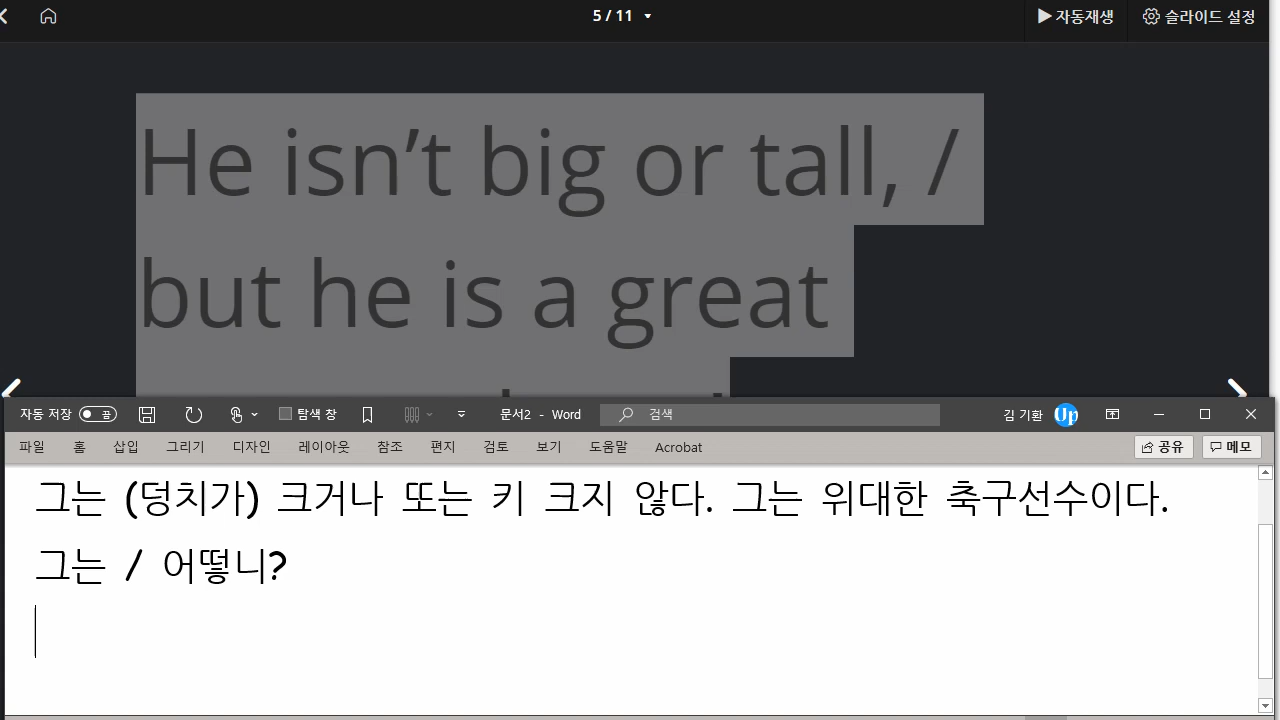 5 / 11
자동재생
슬라이드 설정
He isn’t big or tall, /
but he is a great
자동 저장 끔
탐색 창
문서2 - Word
검색
김 기환
Up
파일 홈 삽입 그리기 디자인 레이아웃 참조 편지 검토 보기 도움말 Acrobat
공유
메모
그는 (덩치가) 크거나 또는 키 크지 않다. 그는 위대한 축구선수이다.
그는 / 어떻니?